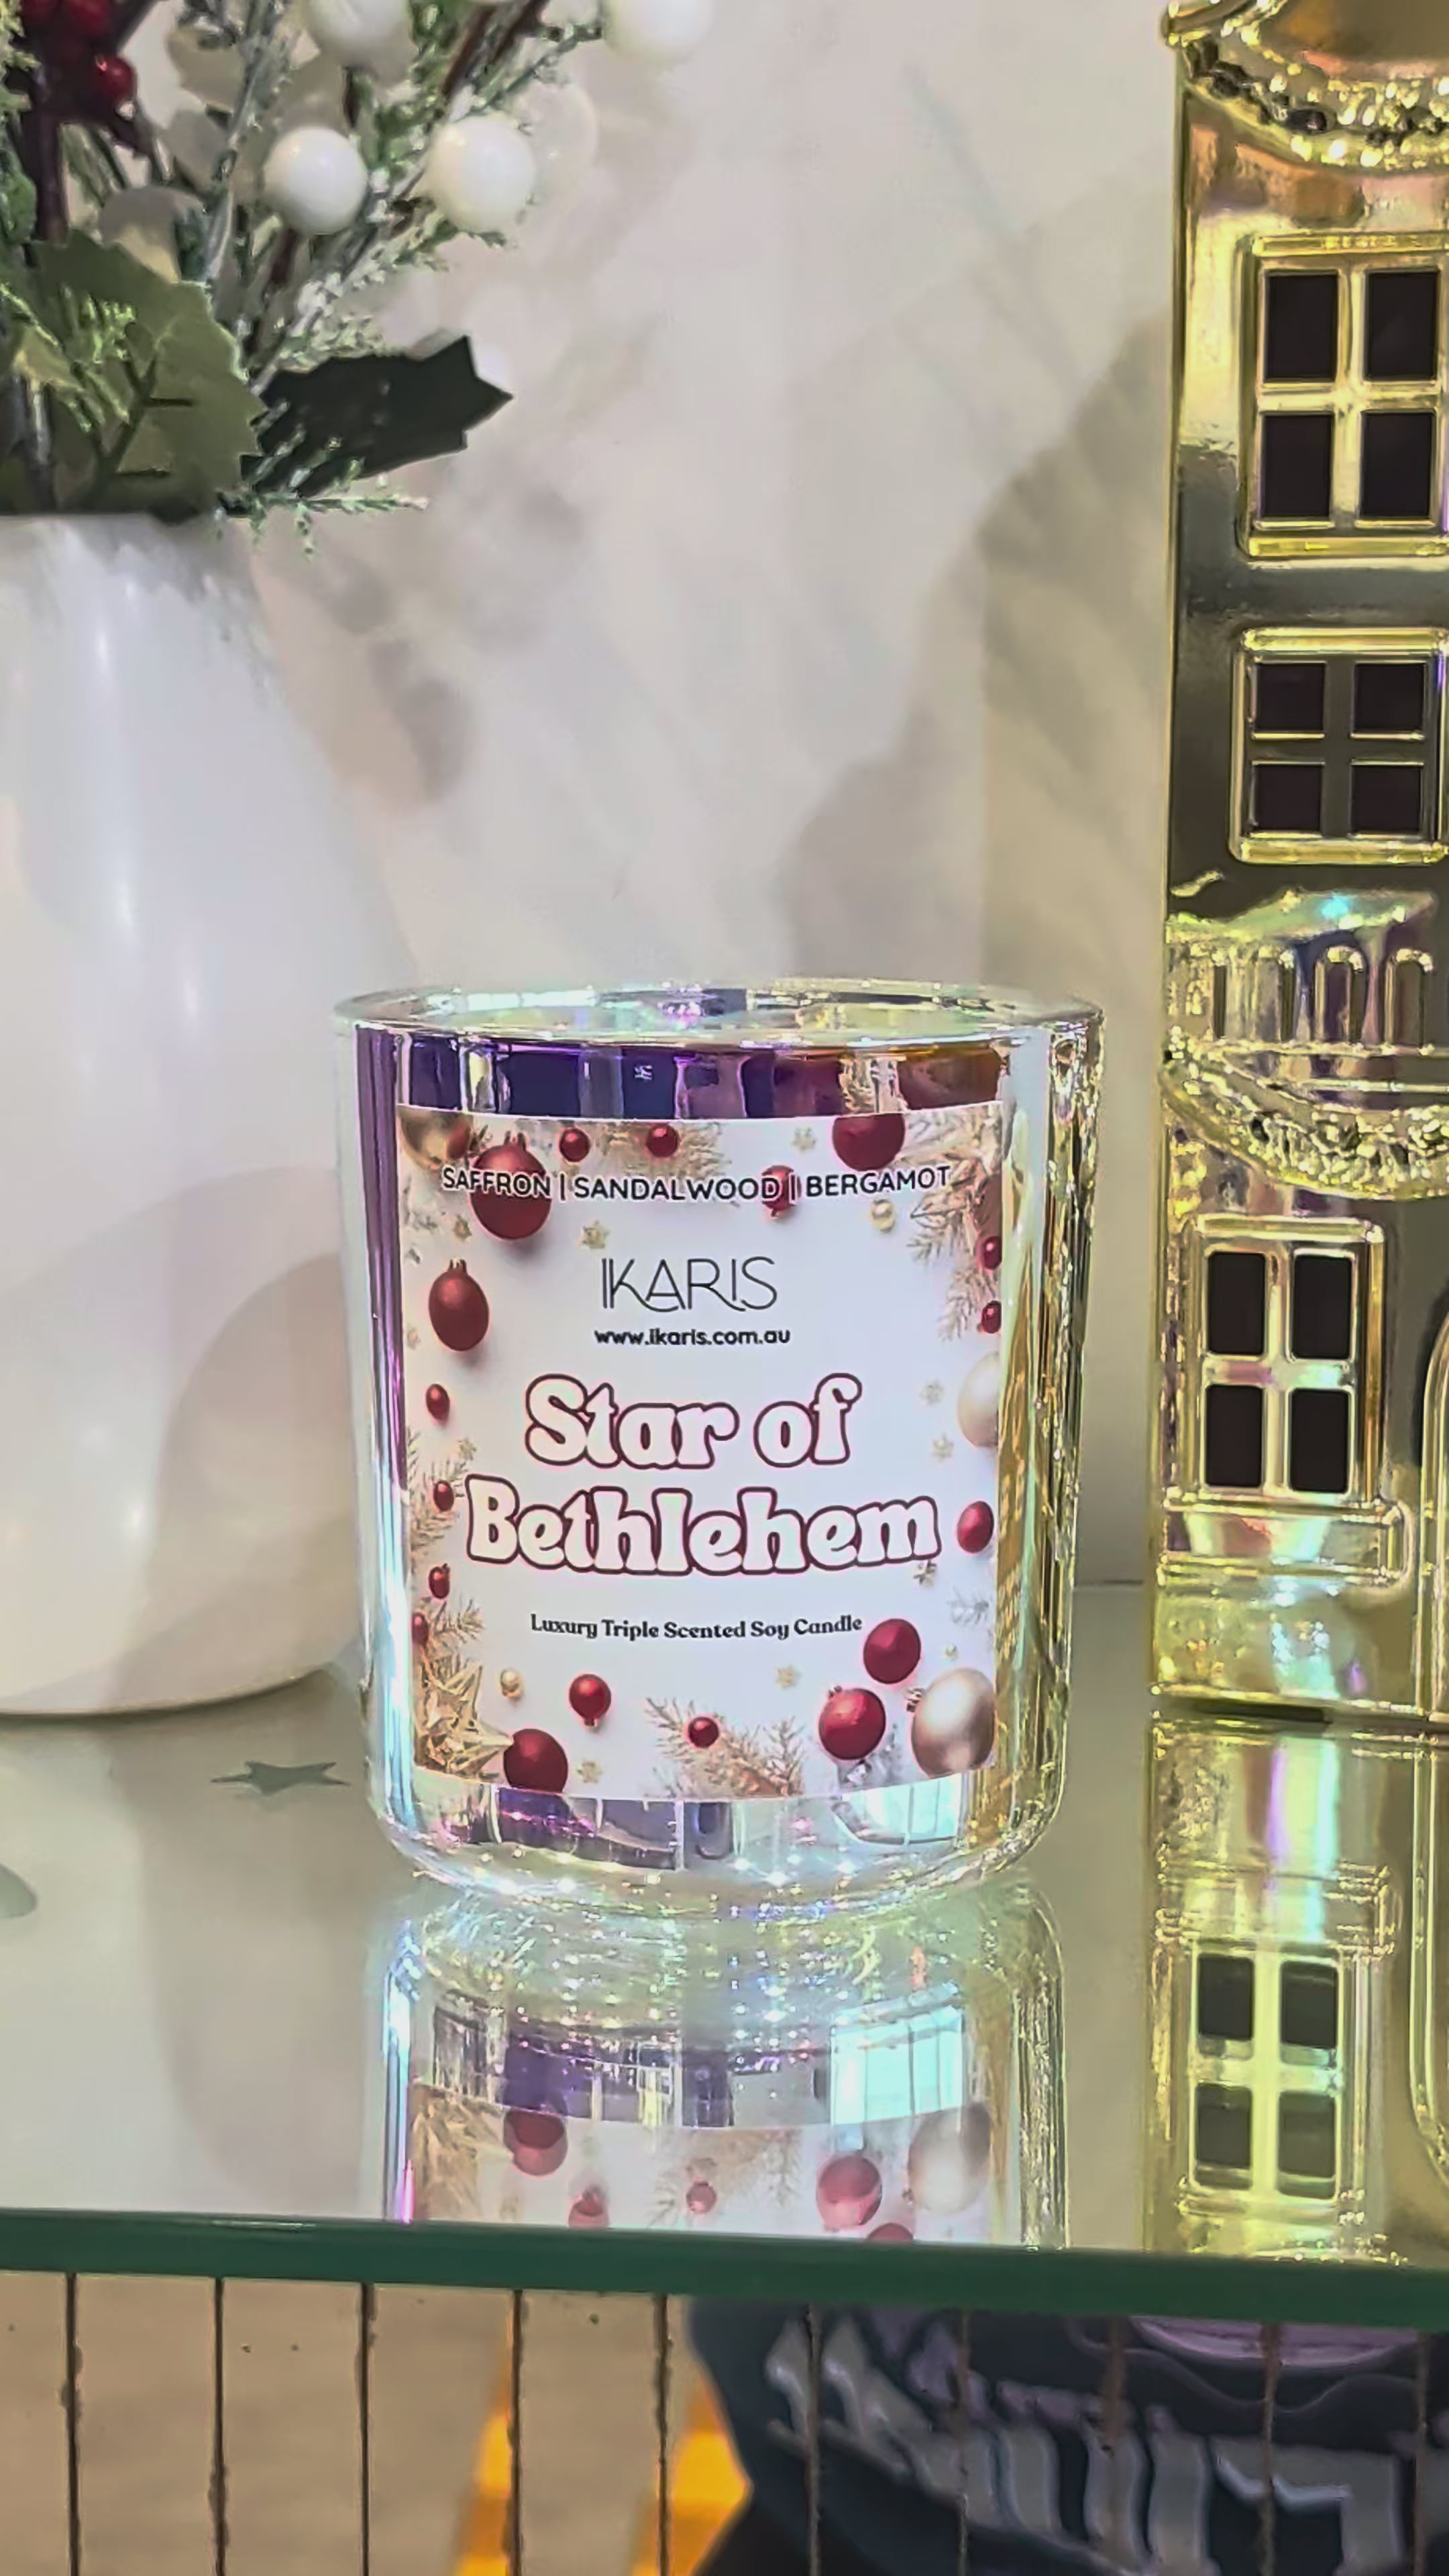 SAFFRON | SANDALWOOD | BERGAMOT
IKARIS
www.ikaris.com.au
Star of
Bethlehem
Luxury Triple Scented Soy Candle